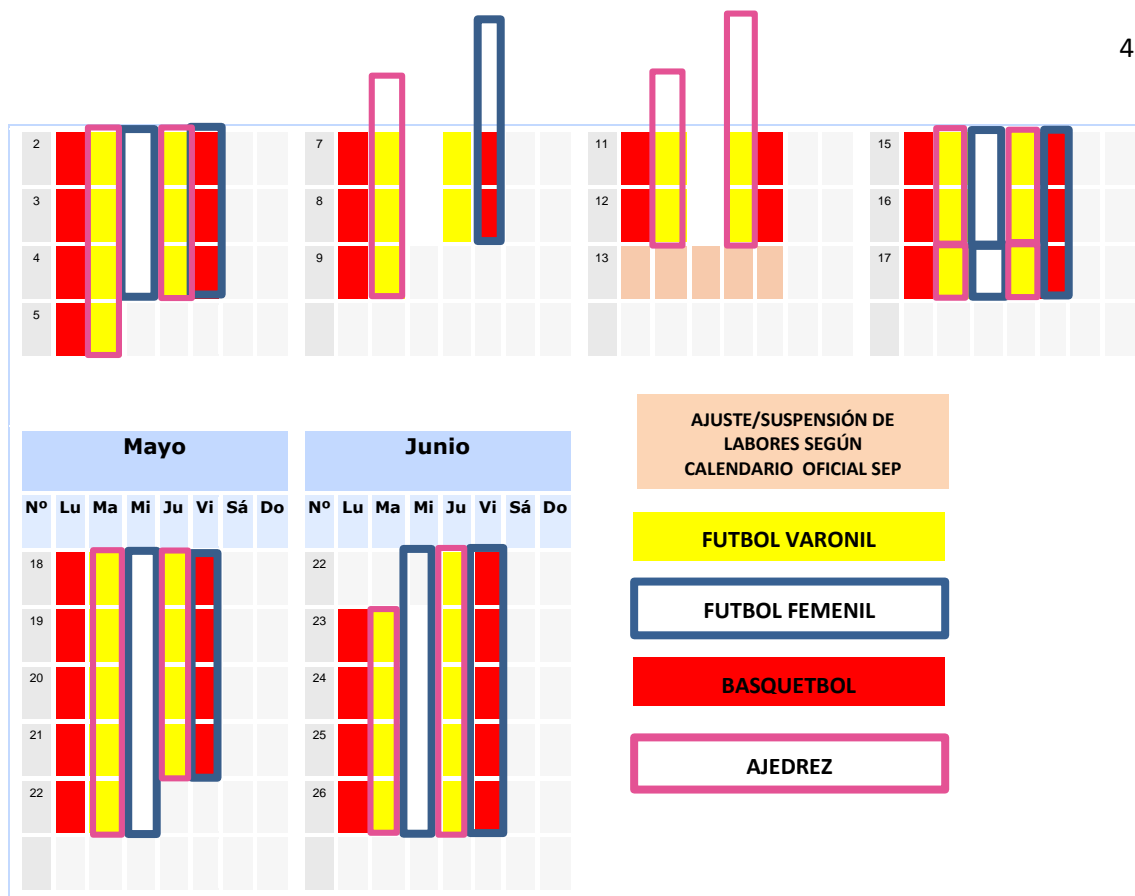 4
2 7 11 15
3 8 12 16
4 9 13 17
5
Mayo
Nº Lu Ma Mi Ju Vi Sá Do
18
19
20
21
22
Junio
Nº Lu Ma Mi Ju Vi Sá Do
22
23
24
25
26
AJUSTE/SUSPENSIÓN DE
LABORES SEGÚN
CALENDARIO OFICIAL SEP
FUTBOL VARONIL
FUTBOL FEMENIL
BASQUETBOL
AJEDREZ